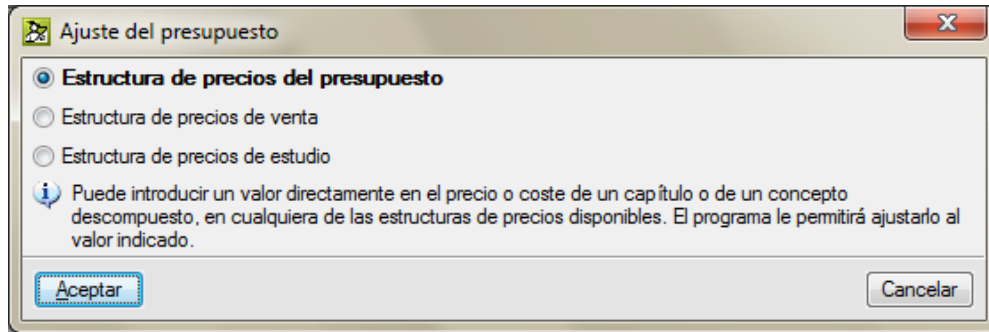 Ajuste del presupuesto
Estructura de precios del presupuesto
Estructura de precios de venta
Estructura de precios de estudio
Puede introducir un valor directamente en el precio o coste de un capítulo o de un concepto
descompuesto, en cualquiera de las estructuras de precios disponibles. El programa le permitirá ajustarlo al
valor indicado.
Aceptar
Cancelar